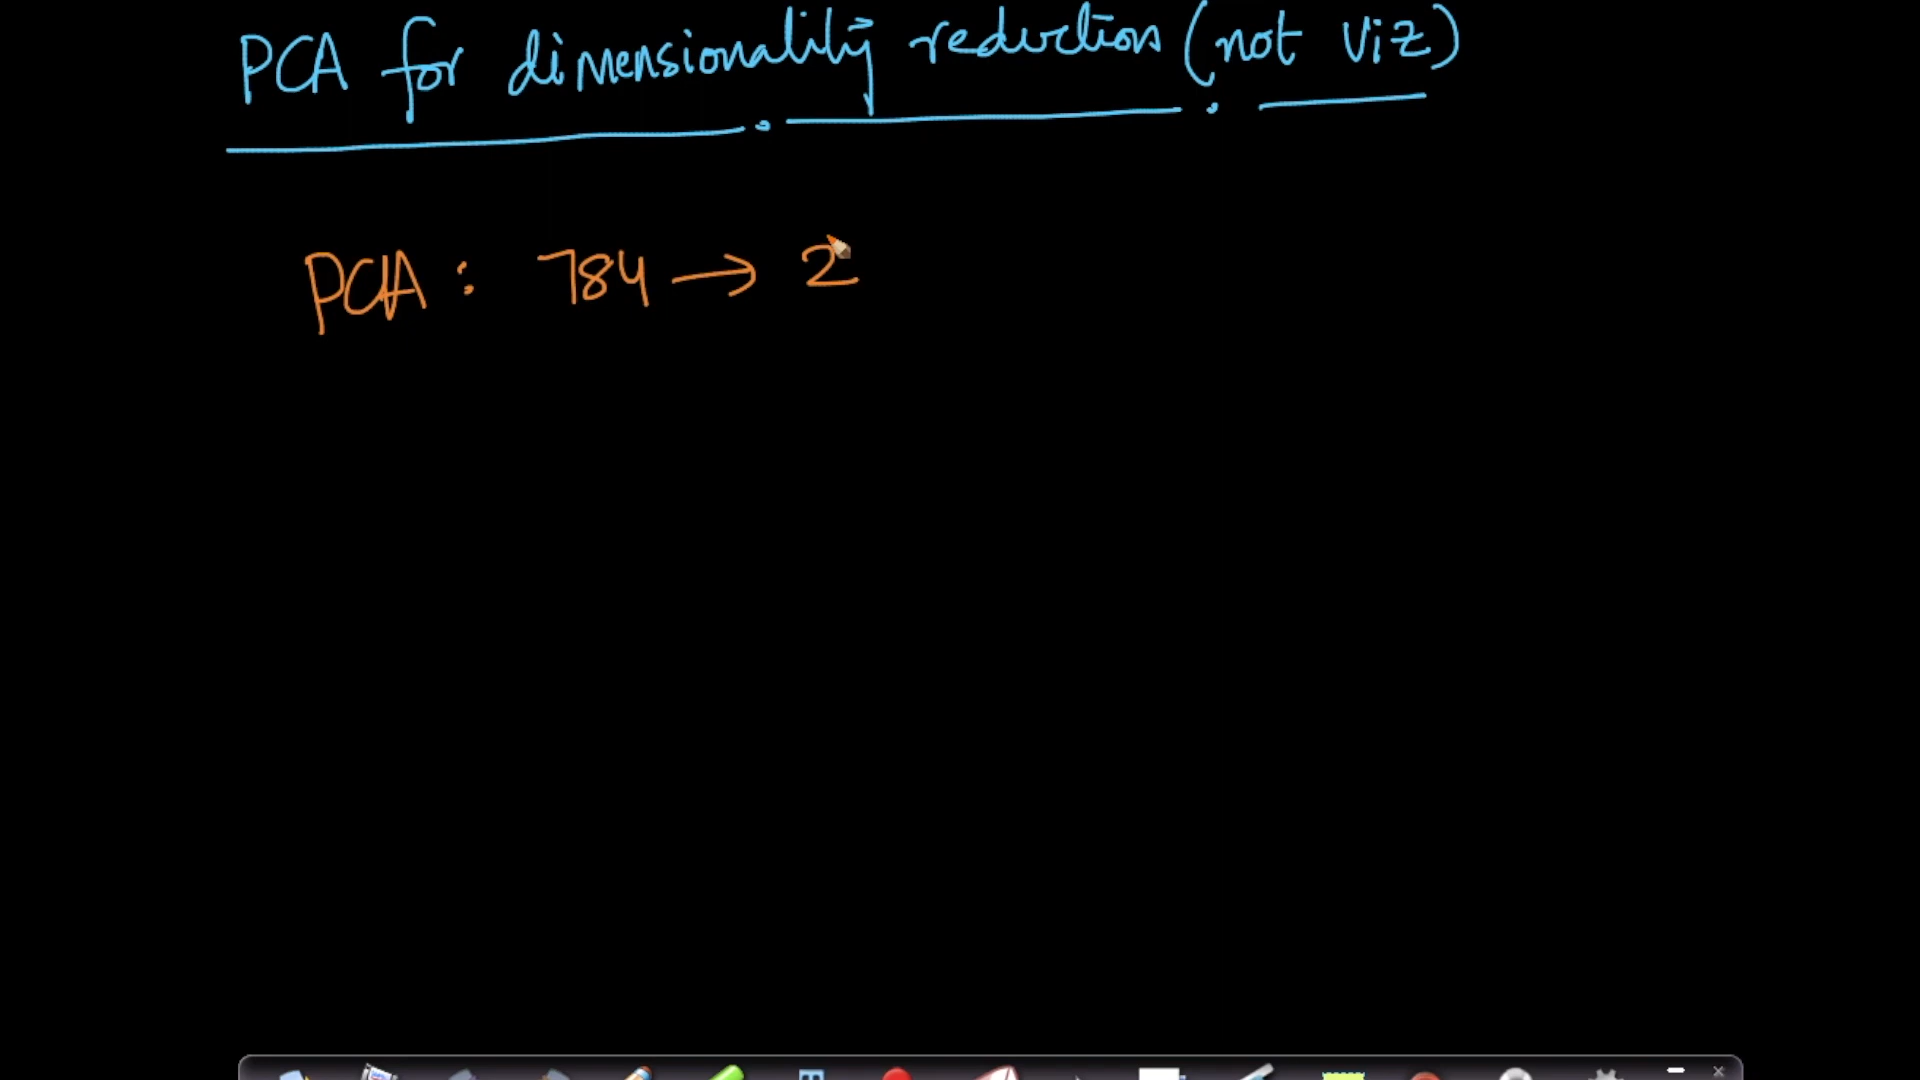 PCA for dimensionality reduction (not viz)
PCA : 784 → 2